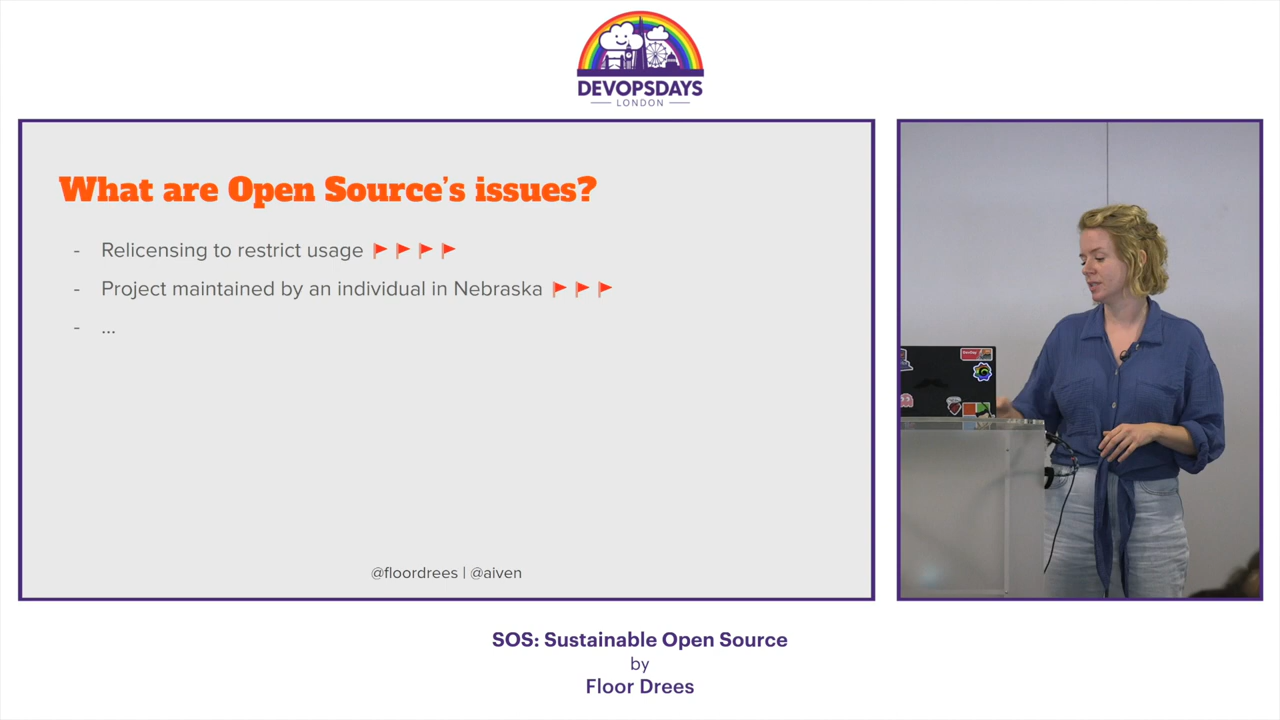 DEVOPSDAYS
LONDON
What are Open Source's issues?
- Relicensing to restrict usage 🚩🚩🚩🚩
- Project maintained by an individual in Nebraska 🚩🚩🚩
- ...
@floordrees | @aiven
SOS: Sustainable Open Source
by
Floor Drees